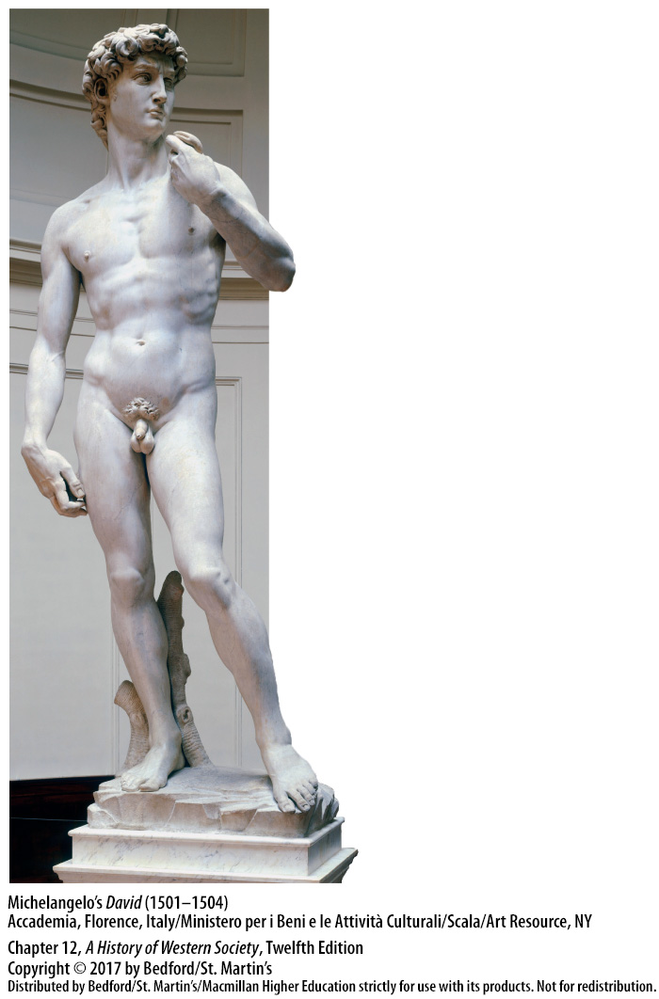 Michelangelo's David (1501–1504)
Accademia, Florence, Italy/Ministero per i Beni e le Attività Culturali/Scala/Art Resource, NY
Chapter 12, A History of Western Society, Twelfth Edition
Copyright © 2017 by Bedford/St. Martin's
Distributed by Bedford/St. Martin's/Macmillan Higher Education strictly for use with its products. Not for redistribution.